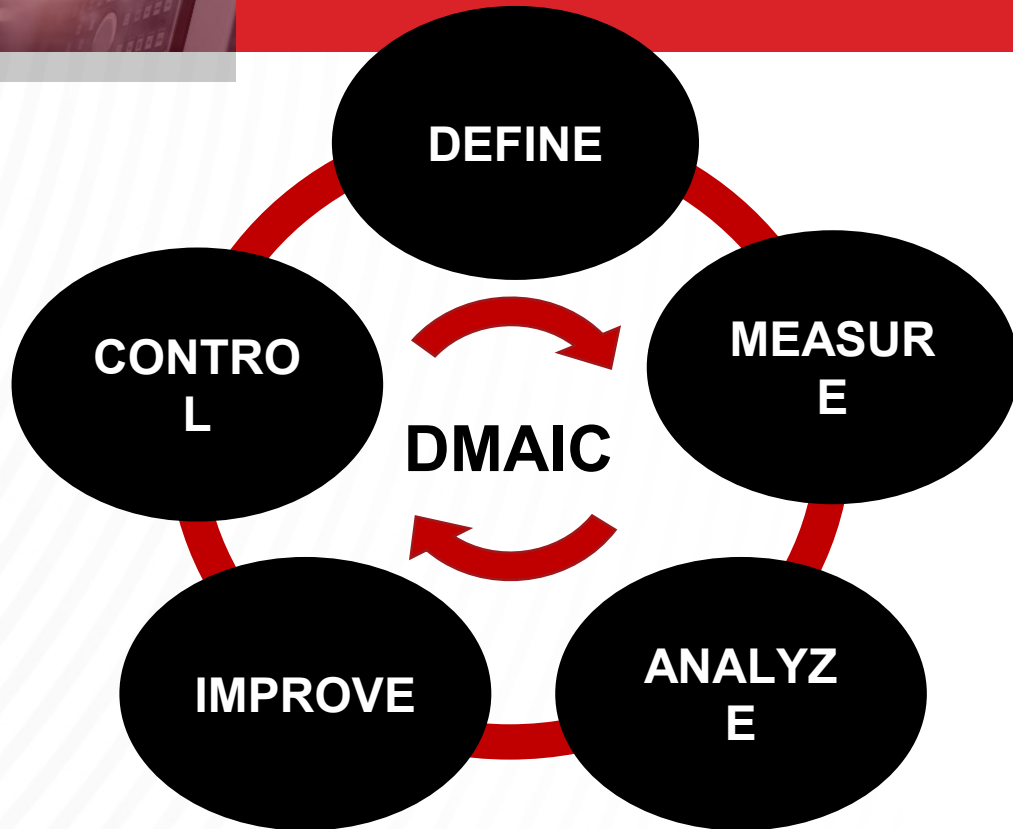 DEFINE
MEASUR
E
ANALYZ
E
IMPROVE
CONTRO
L
DMAIC